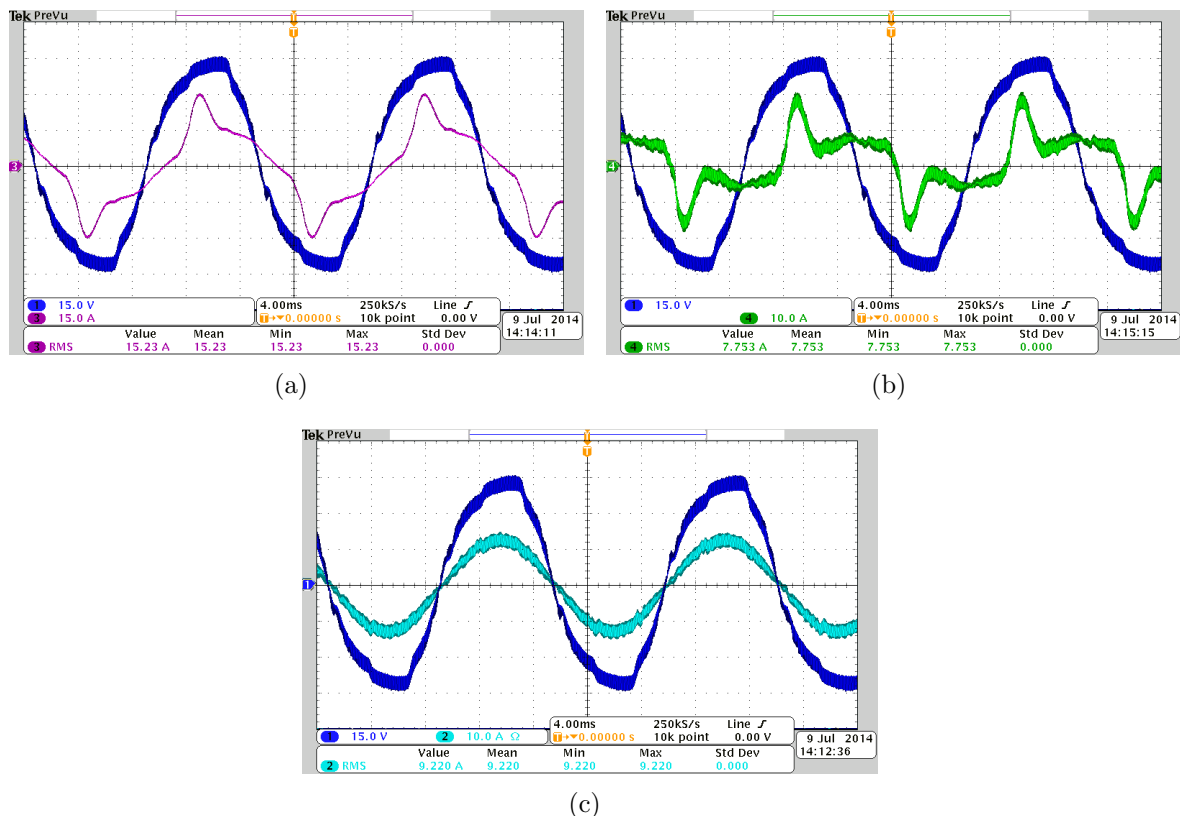 Tek PreVu
T
T
3
1 15.0 V
3 15.0 A
4.00ms 250kS/s Line
T→▼0.00000 s 10k point 0.00 V
9 Jul 2014
14:14:11
Value Mean Min Max Std Dev
3 RMS 15.23 A 15.23 15.23 15.23 0.000
(a)
Tek PreVu
T
T
4
1 15.0 V
4 10.0 A
4.00ms 250kS/s Line
T→▼0.00000 s 10k point 0.00 V
9 Jul 2014
14:15:15
Value Mean Min Max Std Dev
4 RMS 7.753 A 7.753 7.753 7.753 0.000
(b)
Tek PreVu
T
T
1
1 15.0 V 2 10.0 A Ω
4.00ms 250kS/s Line
T→▼0.00000 s 10k point 0.00 V
9 Jul 2014
14:12:36
Value Mean Min Max Std Dev
2 RMS 9.220 A 9.220 9.220 9.220 0.000
(c)